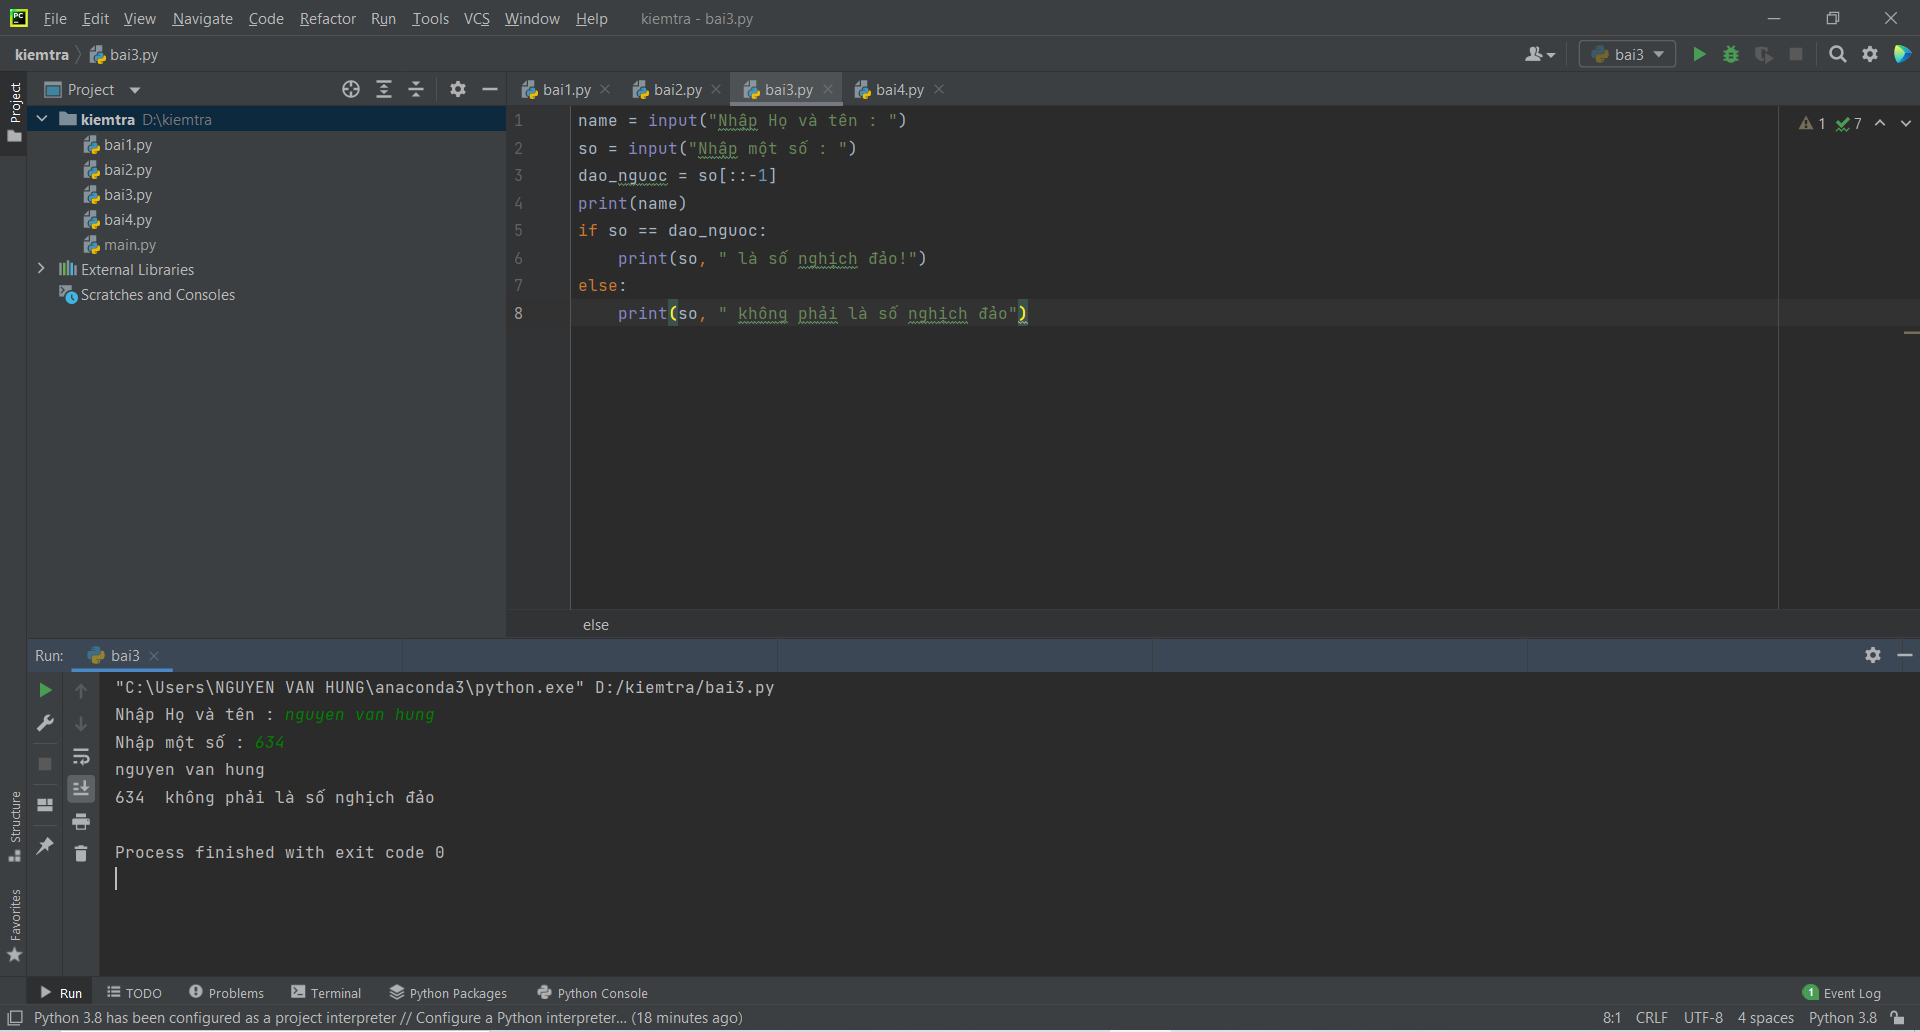 File Edit View Navigate Code Refactor Run Tools VCS Window Help kiemtra - bai3.py
kiemtra bai3.py bai3
Project
Project
bai1.py bai2.py bai3.py bai4.py
kiemtra D:\kiemtra
bai1.py
bai2.py
bai3.py
bai4.py
main.py
External Libraries
Scratches and Consoles
1 name = input("Nhập Họ và tên : ")
2 so = input("Nhập một số : ")
3 dao_nguoc = so[::-1]
4 print(name)
5 if so == dao_nguoc:
6 print(so, " là số nghịch đảo!")
7 else:
8 print(so, " không phải là số nghịch đảo")
1 7
else
Run: bai3
"C:\Users\NGUYEN VAN HUNG\anaconda3\python.exe" D:/kiemtra/bai3.py
Nhập Họ và tên : nguyen van hung
Nhập một số : 634
nguyen van hung
634  không phải là số nghịch đảo
Process finished with exit code 0
Structure
Favorites
Run TODO Problems Terminal Python Packages Python Console 1 Event Log
Python 3.8 has been configured as a project interpreter // Configure a Python interpreter... (18 minutes ago) 8:1 CRLF UTF-8 4 spaces Python 3.8